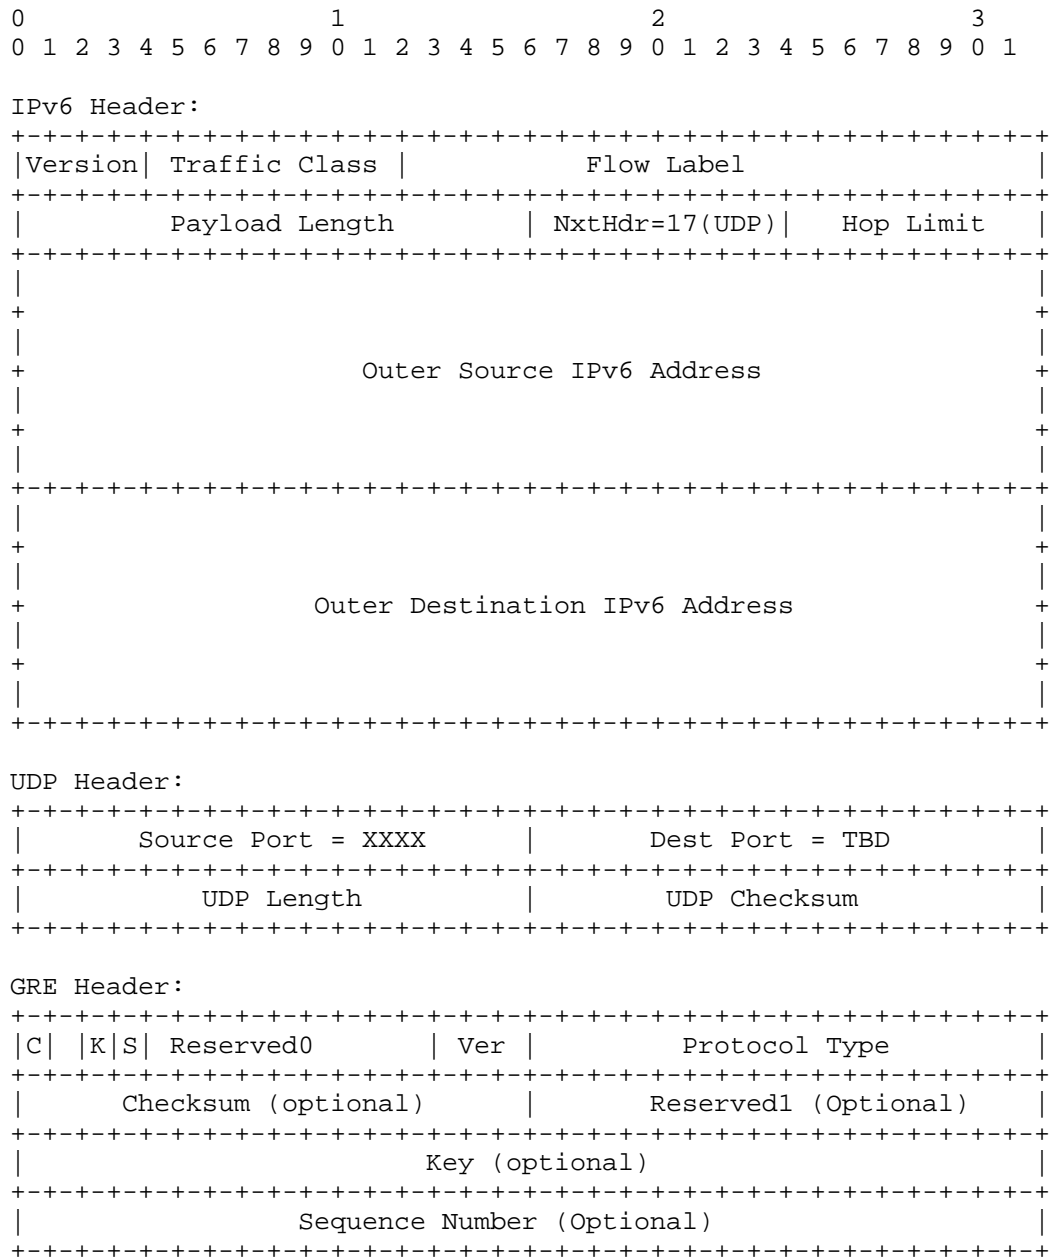 0                   1                   2                   3
0 1 2 3 4 5 6 7 8 9 0 1 2 3 4 5 6 7 8 9 0 1 2 3 4 5 6 7 8 9 0 1
IPv6 Header:
+-+-+-+-+-+-+-+-+-+-+-+-+-+-+-+-+-+-+-+-+-+-+-+-+-+-+-+-+-+-+-+-+
|Version| Traffic Class |           Flow Label                  |
+-+-+-+-+-+-+-+-+-+-+-+-+-+-+-+-+-+-+-+-+-+-+-+-+-+-+-+-+-+-+-+-+
|         Payload Length        | NxtHdr=17(UDP)|   Hop Limit   |
+-+-+-+-+-+-+-+-+-+-+-+-+-+-+-+-+-+-+-+-+-+-+-+-+-+-+-+-+-+-+-+-+
|                                                               |
+                                                               +
|                                                               |
+                     Outer Source IPv6 Address                 +
|                                                               |
+                                                               +
|                                                               |
+-+-+-+-+-+-+-+-+-+-+-+-+-+-+-+-+-+-+-+-+-+-+-+-+-+-+-+-+-+-+-+-+
|                                                               |
+                                                               +
|                                                               |
+                  Outer Destination IPv6 Address               +
|                                                               |
+                                                               +
|                                                               |
+-+-+-+-+-+-+-+-+-+-+-+-+-+-+-+-+-+-+-+-+-+-+-+-+-+-+-+-+-+-+-+-+
UDP Header:
+-+-+-+-+-+-+-+-+-+-+-+-+-+-+-+-+-+-+-+-+-+-+-+-+-+-+-+-+-+-+-+-+
|       Source Port = XXXX      |       Dest Port = TBD         |
+-+-+-+-+-+-+-+-+-+-+-+-+-+-+-+-+-+-+-+-+-+-+-+-+-+-+-+-+-+-+-+-+
|           UDP Length          |        UDP Checksum           |
+-+-+-+-+-+-+-+-+-+-+-+-+-+-+-+-+-+-+-+-+-+-+-+-+-+-+-+-+-+-+-+-+
GRE Header:
+-+-+-+-+-+-+-+-+-+-+-+-+-+-+-+-+-+-+-+-+-+-+-+-+-+-+-+-+-+-+-+-+
|C| |K|S| Reserved0       | Ver |         Protocol Type         |
+-+-+-+-+-+-+-+-+-+-+-+-+-+-+-+-+-+-+-+-+-+-+-+-+-+-+-+-+-+-+-+-+
|      Checksum (optional)      |       Reserved1 (Optional)    |
+-+-+-+-+-+-+-+-+-+-+-+-+-+-+-+-+-+-+-+-+-+-+-+-+-+-+-+-+-+-+-+-+
|                         Key (optional)                        |
+-+-+-+-+-+-+-+-+-+-+-+-+-+-+-+-+-+-+-+-+-+-+-+-+-+-+-+-+-+-+-+-+
|                 Sequence Number (Optional)                    |
+-+-+-+-+-+-+-+-+-+-+-+-+-+-+-+-+-+-+-+-+-+-+-+-+-+-+-+-+-+-+-+-+